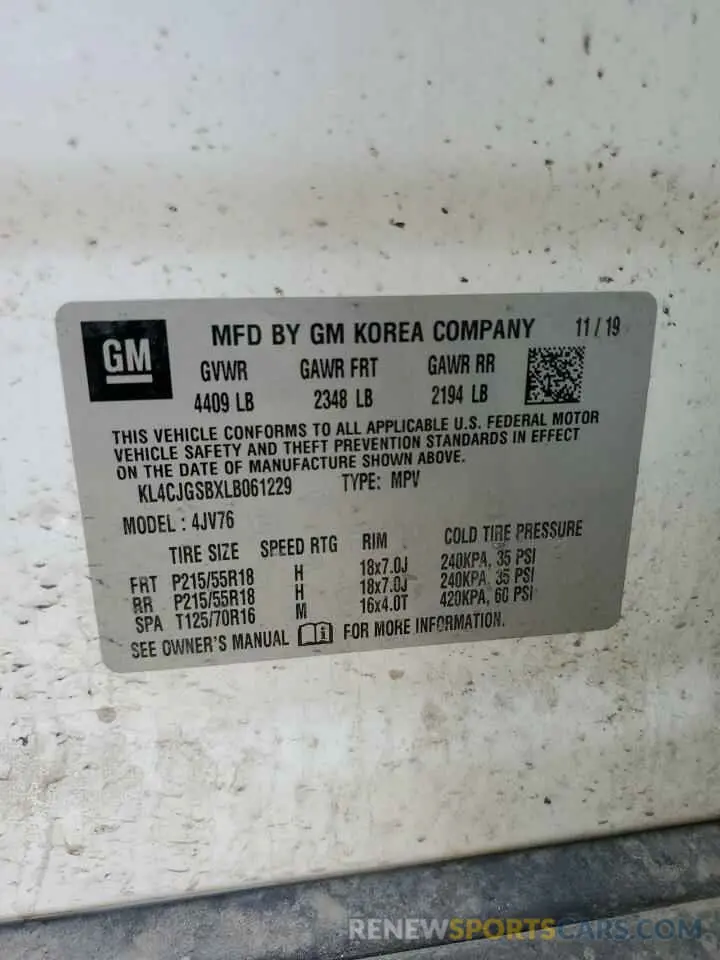 GM
MFD BY GM KOREA COMPANY 11/19
GVWR GAWR FRT GAWR RR
4409 LB 2348 LB 2194 LB
THIS VEHICLE CONFORMS TO ALL APPLICABLE U.S. FEDERAL MOTOR
VEHICLE SAFETY AND THEFT PREVENTION STANDARDS IN EFFECT
ON THE DATE OF MANUFACTURE SHOWN ABOVE.
KL4CJGSBXLB061229 TYPE: MPV
MODEL : 4JV76
TIRE SIZE SPEED RTG RIM COLD TIRE PRESSURE
FRT P215/55R18 H 18x7.0J 240KPA, 35 PSI
RR P215/55R18 H 18x7.0J 240KPA, 35 PSI
SPA T125/70R16 M 16x4.0T 420KPA, 60 PSI
SEE OWNER'S MANUAL FOR MORE INFORMATION.
RENEWSPORTSCARS.COM